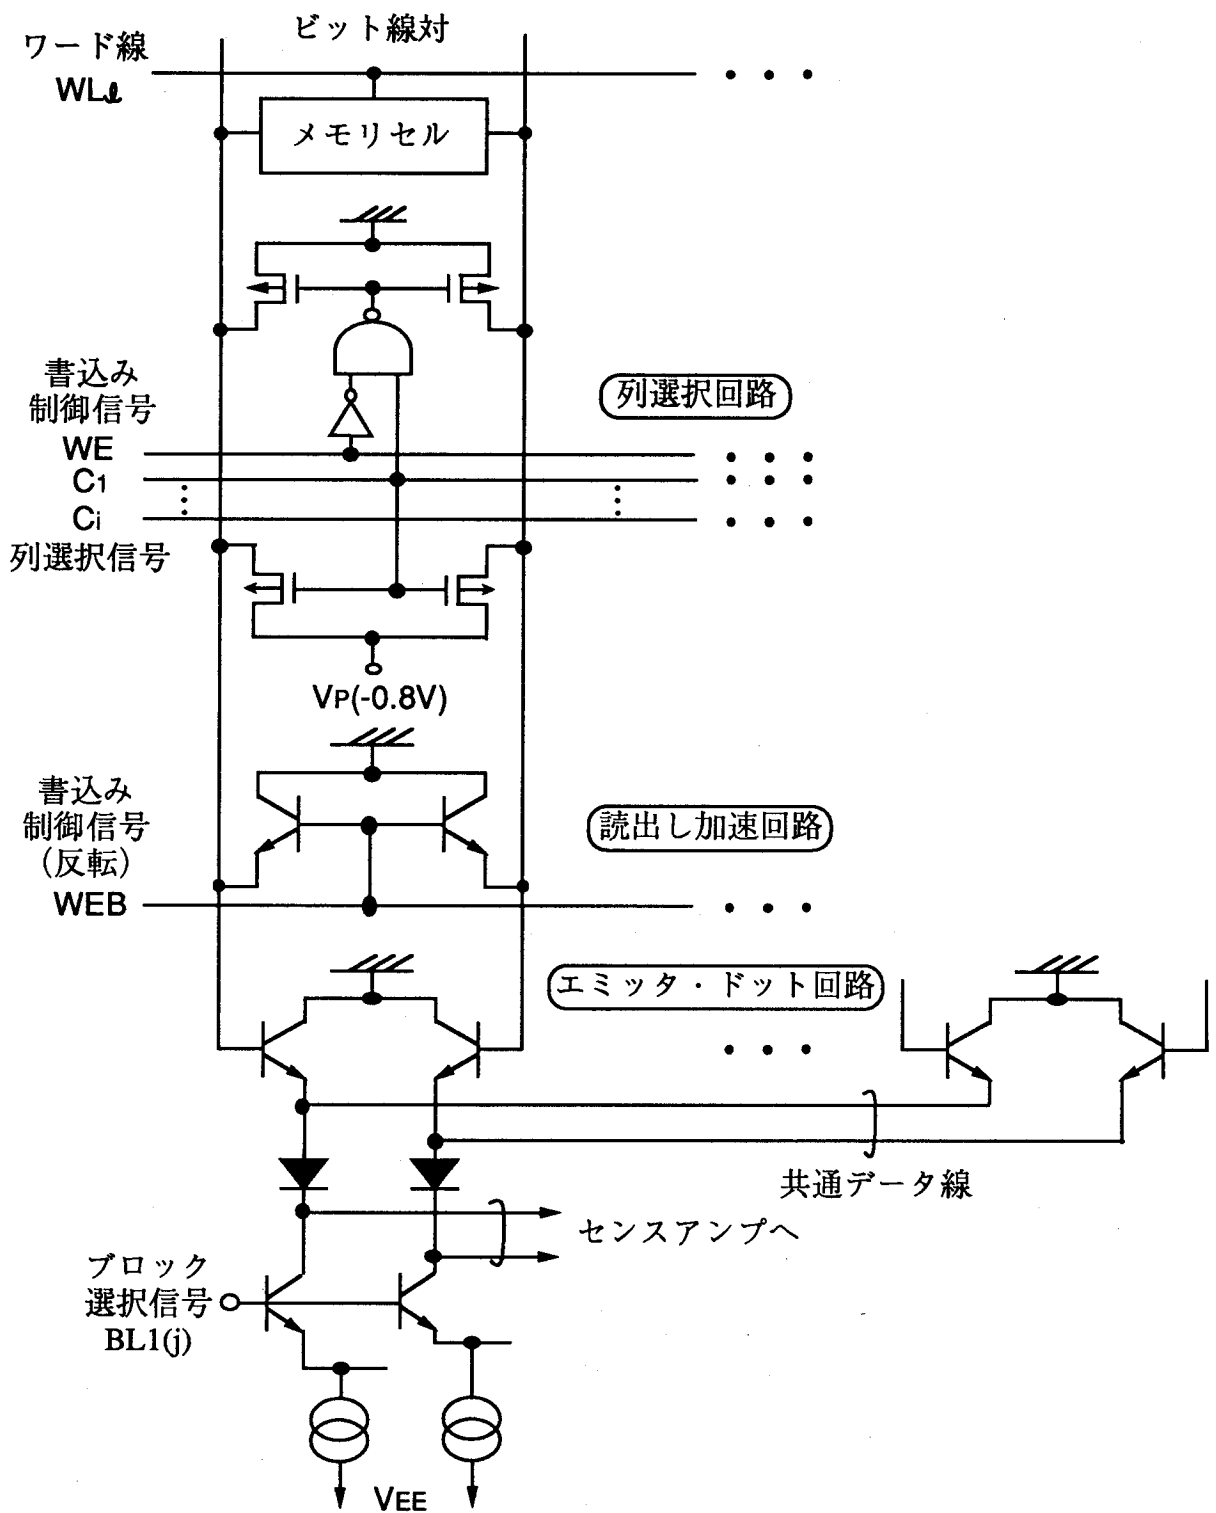 ビット線対
ワード線
WLℓ
メモリセル
書込み
制御信号
WE
C1
Ci
列選択信号
列選択回路
VP(-0.8V)
書込み
制御信号
(反転)
WEB
読出し加速回路
エミッタ・ドット回路
共通データ線
センスアンプへ
ブロック
選択信号
BL1(j)
VEE